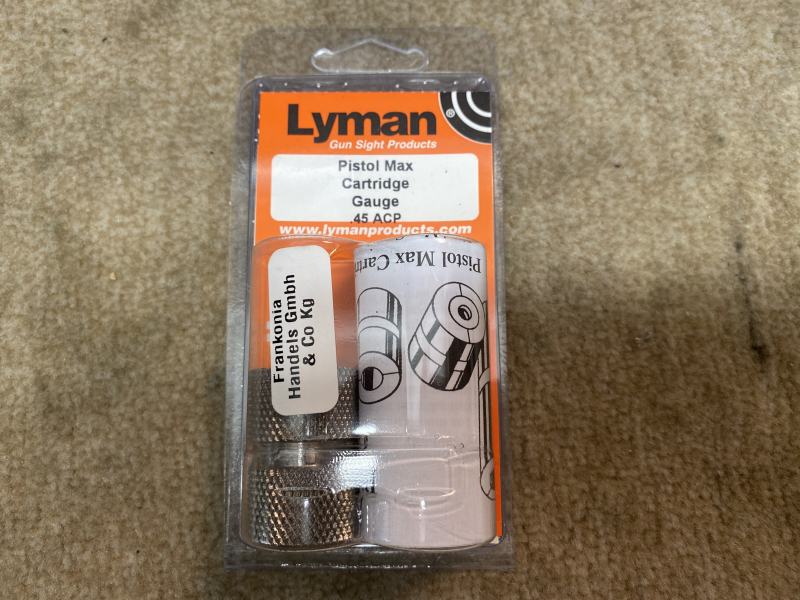 Lyman
®
Gun Sight Products
Pistol Max
Cartridge
Gauge
.45 ACP
www.lymanproducts.com
Frankonia
Handels Gmbh
& Co Kg
Pistol Max